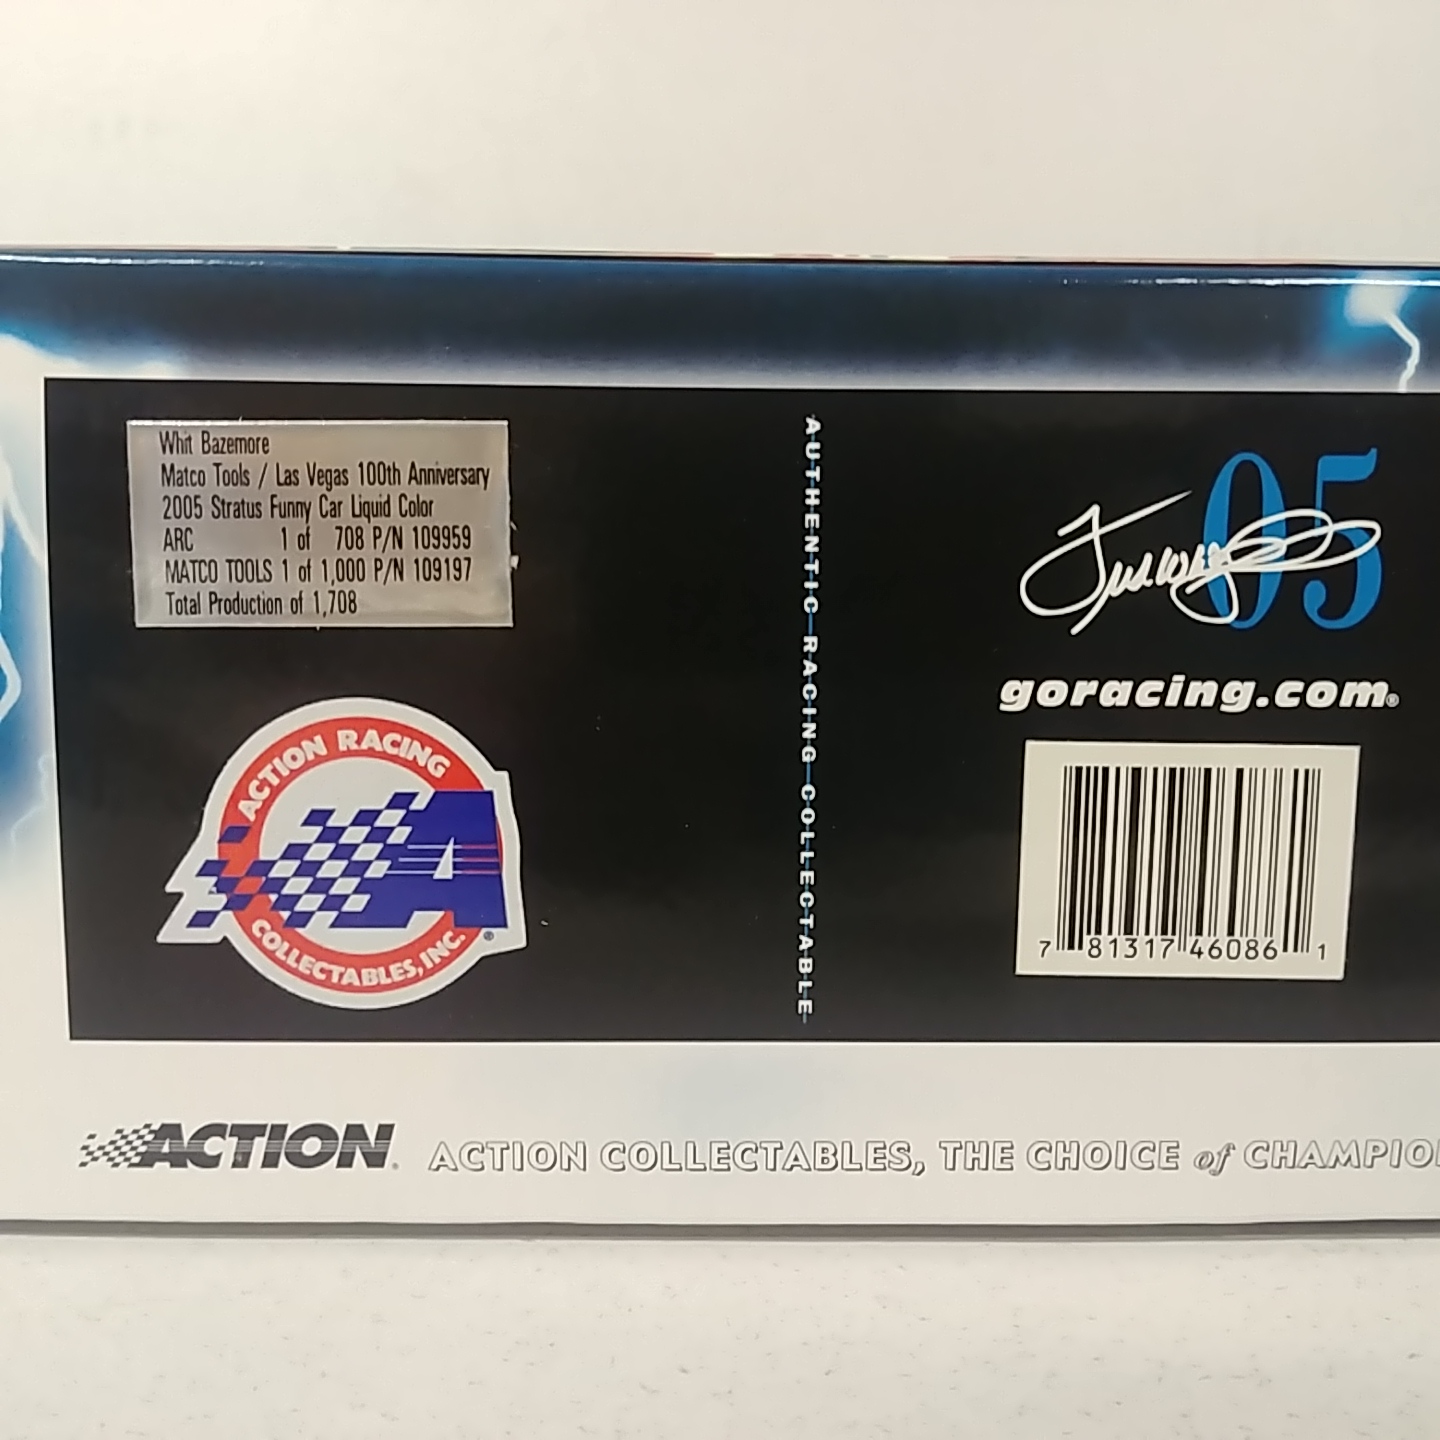 Whit Bazemore
Matco Tools / Las Vegas 100th Anniversary
2005 Stratus Funny Car Liquid Color
ARC 1 of 708 P/N 109959
MATCO TOOLS 1 of 1,000 P/N 109197
Total Production of 1,708
ACTION RACING
COLLECTABLES, INC.
®
AUTHENTIC RACING COLLECTABLE
05
goracing.com®
7 81317 46086 1
ACTION®
ACTION COLLECTABLES, THE CHOICE of CHAMPIO